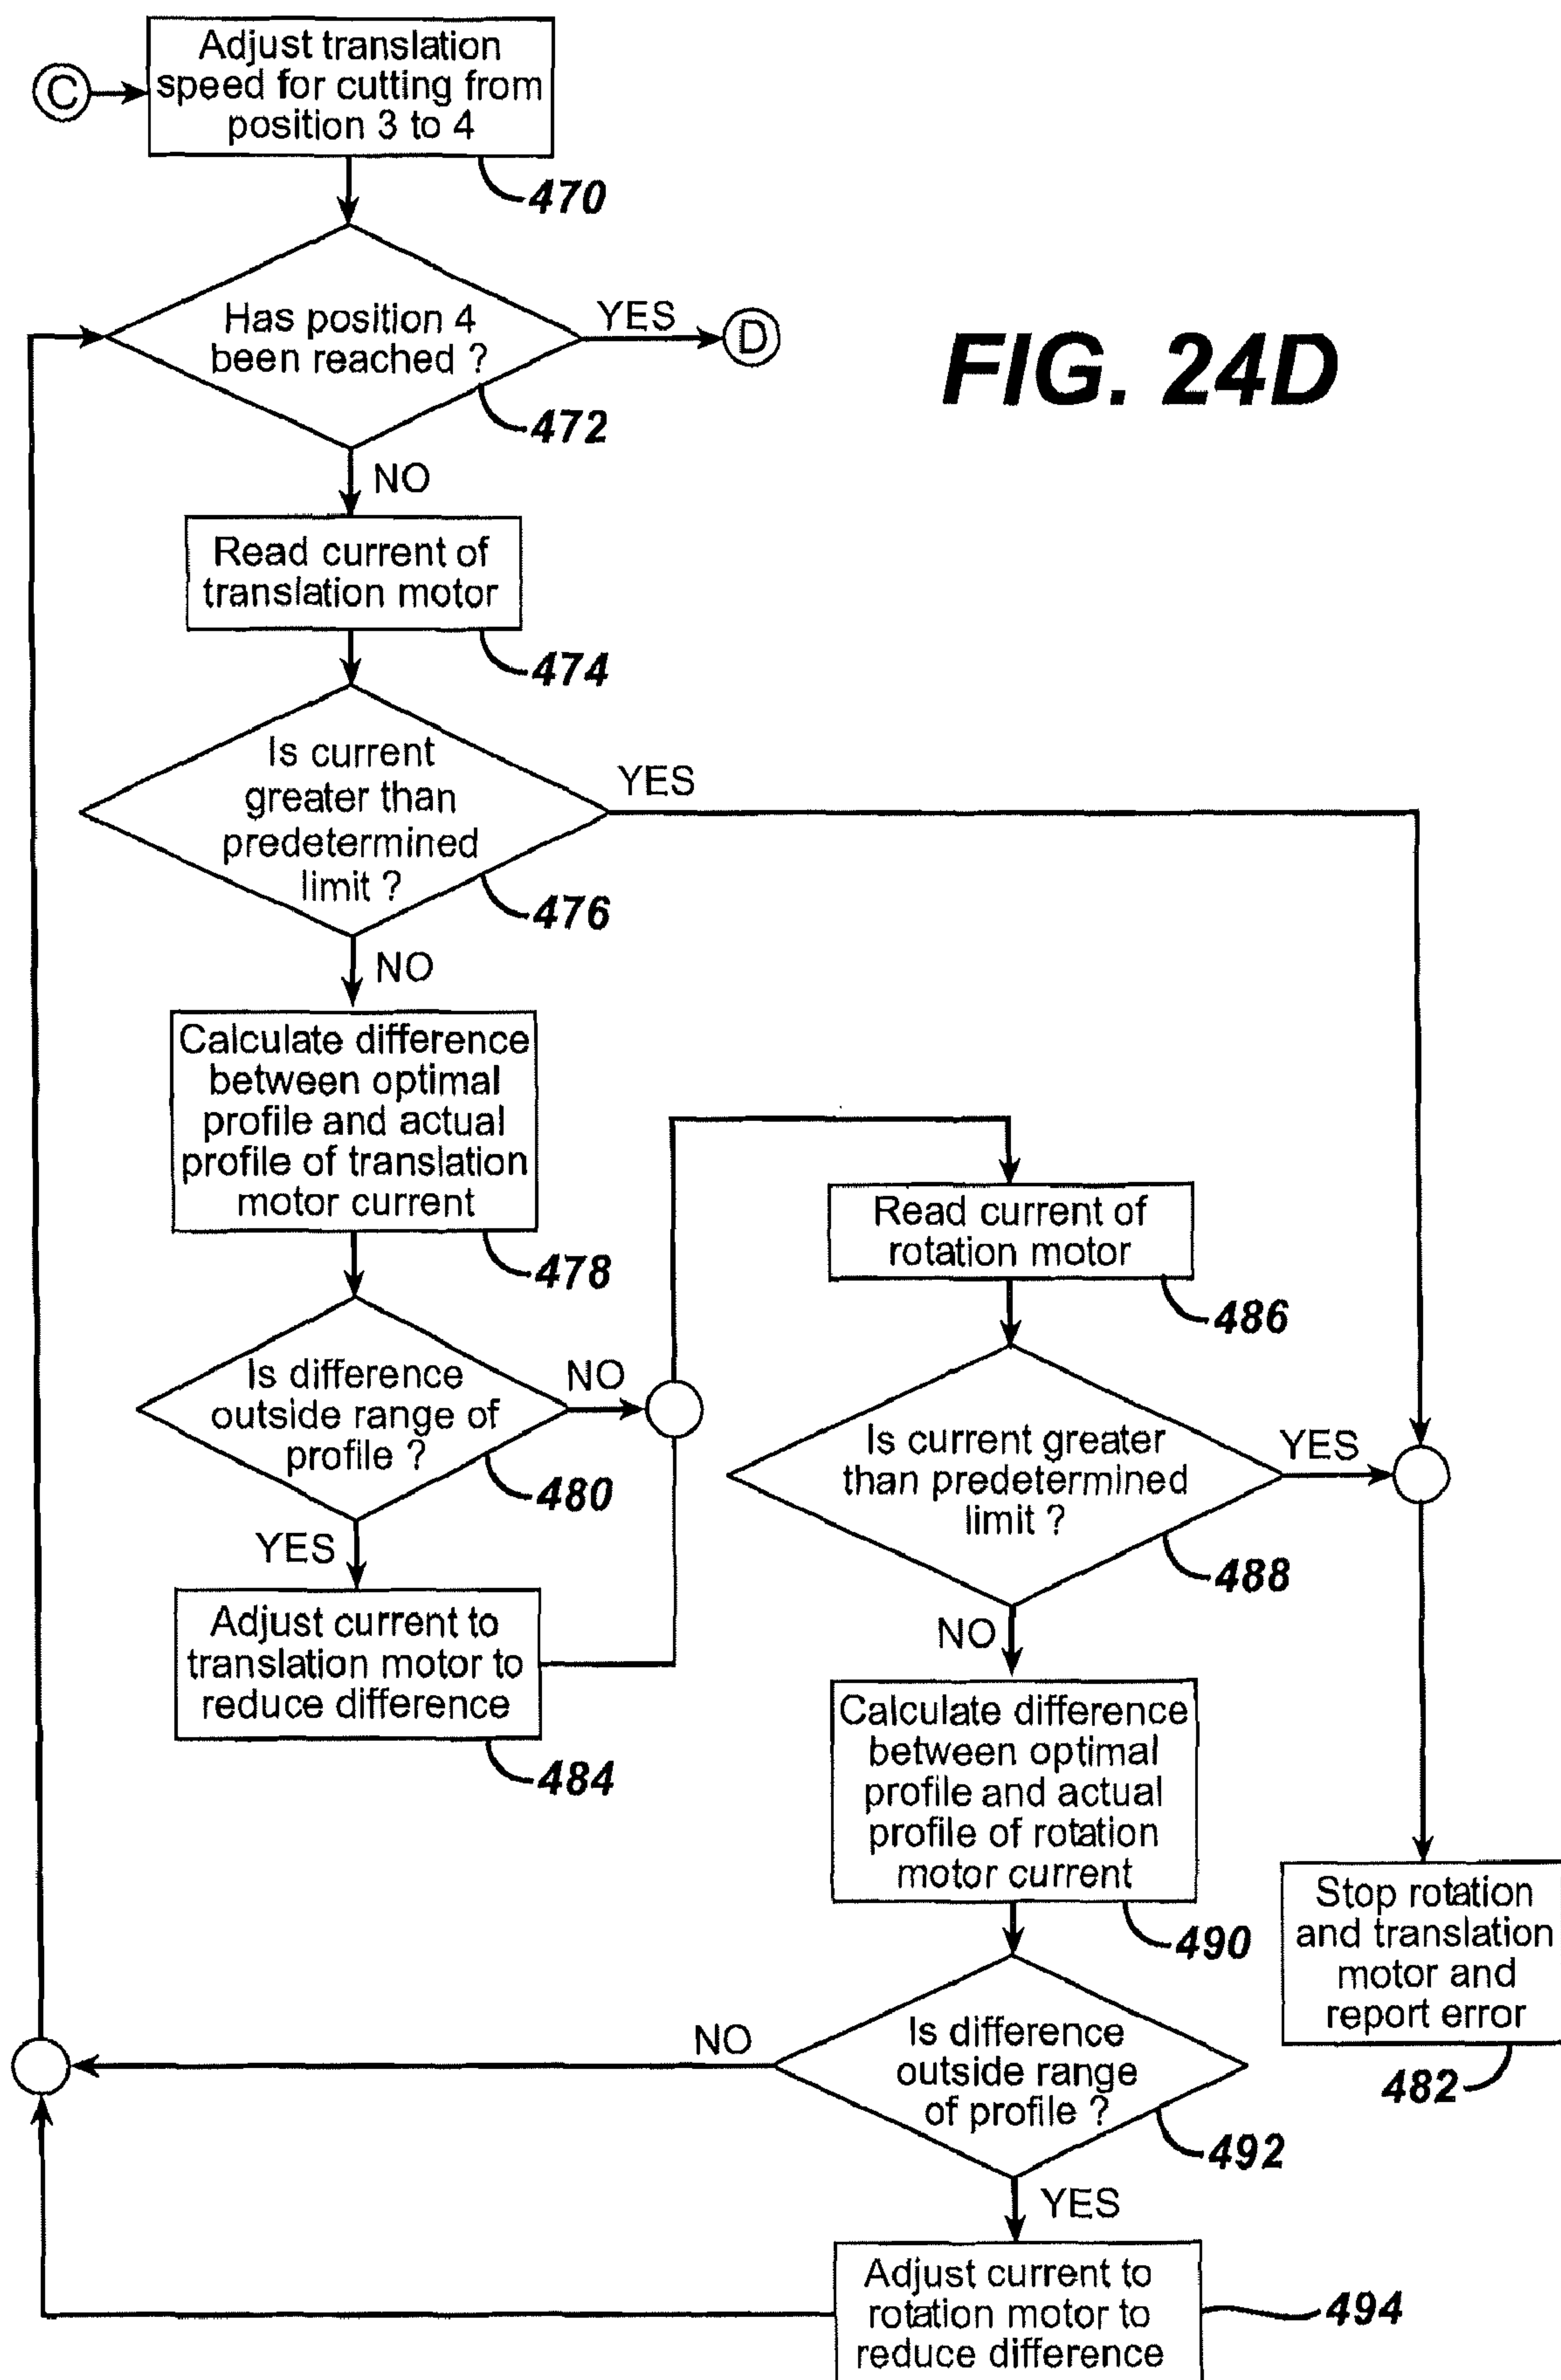 Adjust translation
speed for cutting from
position 3 to 4
C
470
Has position 4
been reached ?
YES
D
FIG. 24D
472
NO
Read current of
translation motor
474
Is current
greater than
predetermined
limit ?
YES
476
NO
Calculate difference
between optimal
profile and actual
profile of translation
motor current
478
Is difference
outside range of
profile ?
NO
480
YES
Adjust current to
translation motor to
reduce difference
484
Read current of
rotation motor
486
Is current greater
than predetermined
limit ?
YES
488
NO
Calculate difference
between optimal
profile and actual
profile of rotation
motor current
490
Stop rotation
and translation
motor and
report error
482
Is difference
outside range
of profile ?
NO
492
YES
Adjust current to
rotation motor to
reduce difference
494